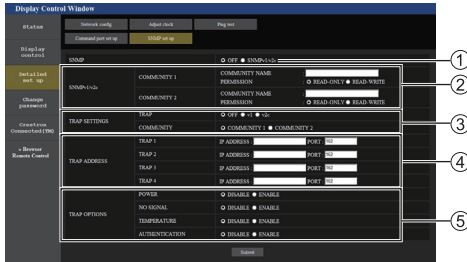 Display Control Window
Status
Display control
Detailed set up
Change password
Crestron Connected(TM)
» Browser Remote Control
Network config Adjust clock Ping test
Command port set up SNMP set up
SNMP OFF SNMPv1/v2c
SNMPv1/v2c COMMUNITY 1 COMMUNITY NAME :
PERMISSION : READ-ONLY READ-WRITE
COMMUNITY 2 COMMUNITY NAME :
PERMISSION : READ-ONLY READ-WRITE
TRAP SETTINGS TRAP OFF v1 v2c
COMMUNITY COMMUNITY 1 COMMUNITY 2
TRAP ADDRESS TRAP 1 IP ADDRESS : PORT 162
TRAP 2 IP ADDRESS : PORT 162
TRAP 3 IP ADDRESS : PORT 162
TRAP 4 IP ADDRESS : PORT 162
TRAP OPTIONS POWER DISABLE ENABLE
NO SIGNAL DISABLE ENABLE
TEMPERATURE DISABLE ENABLE
AUTHENTICATION DISABLE ENABLE
Submit
1
2
3
4
5